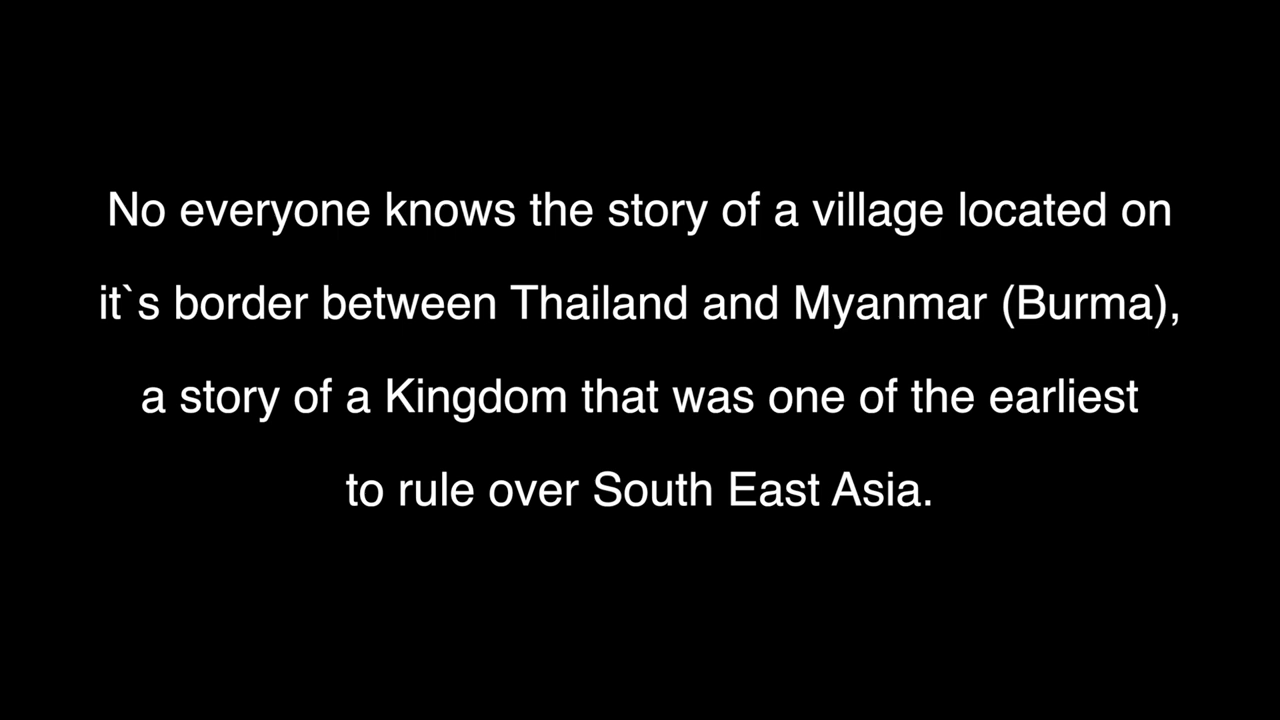 No everyone knows the story of a village located on
it`s border between Thailand and Myanmar (Burma),
a story of a Kingdom that was one of the earliest
to rule over South East Asia.